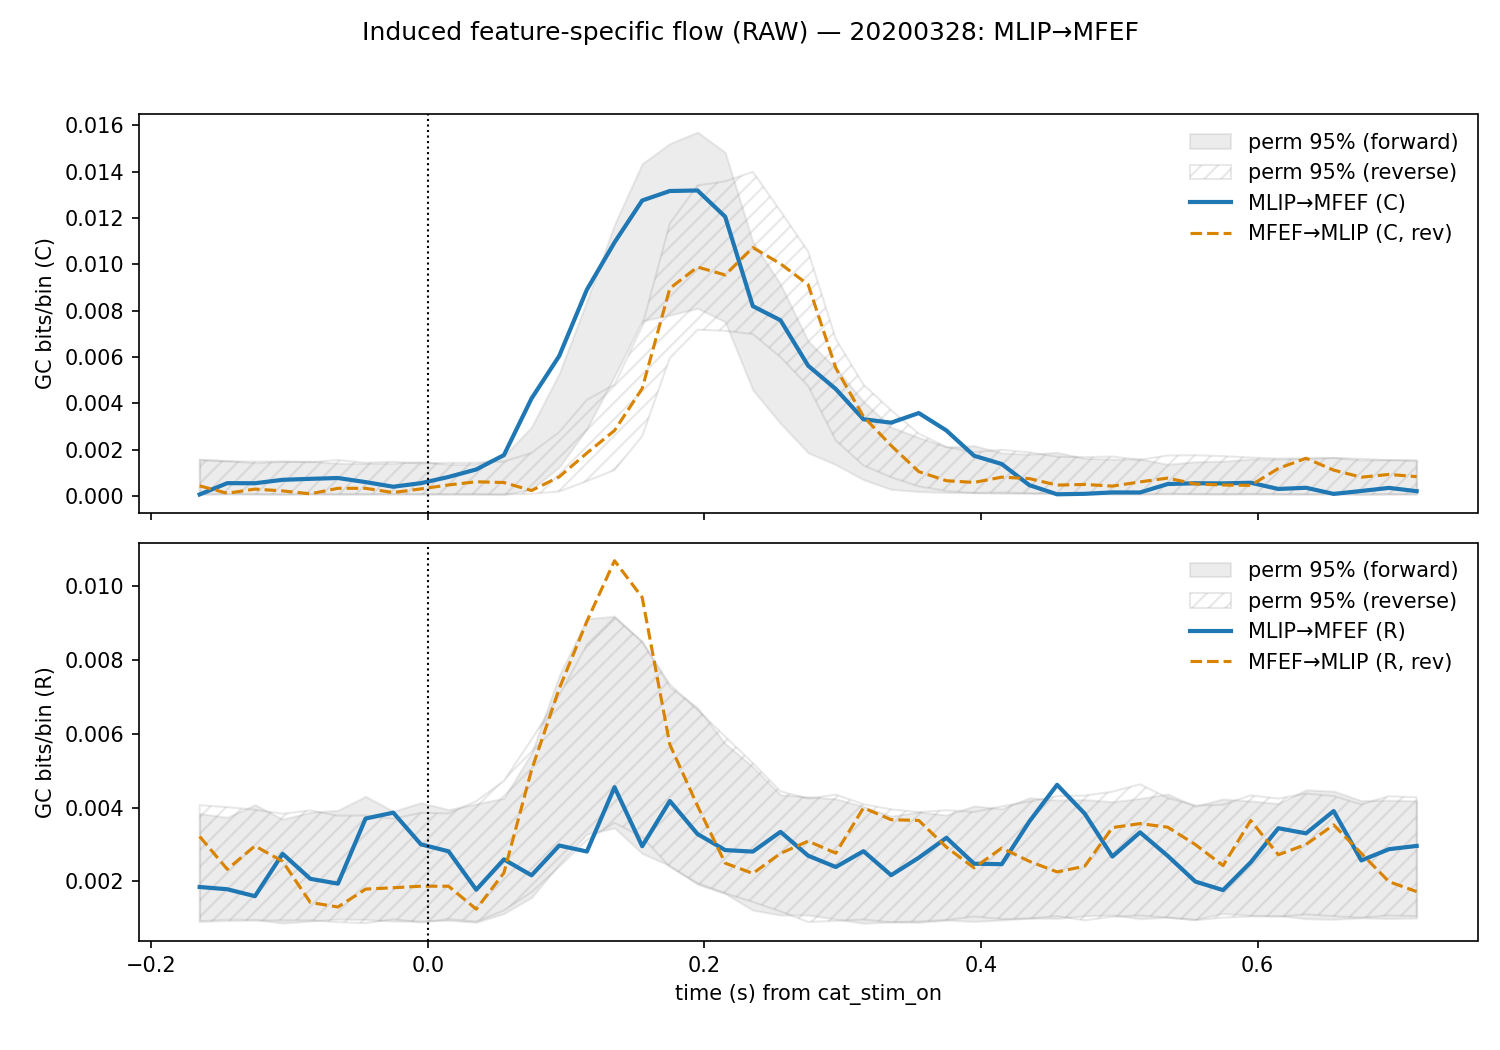 Induced feature-specific flow (RAW) — 20200328: MLIP→MFEF
GC bits/bin (C)
0.016
0.014
0.012
0.010
0.008
0.006
0.004
0.002
0.000
perm 95% (forward)
perm 95% (reverse)
MLIP→MFEF (C)
MFEF→MLIP (C, rev)
GC bits/bin (R)
0.010
0.008
0.006
0.004
0.002
perm 95% (forward)
perm 95% (reverse)
MLIP→MFEF (R)
MFEF→MLIP (R, rev)
−0.2 0.0 0.2 0.4 0.6
time (s) from cat_stim_on